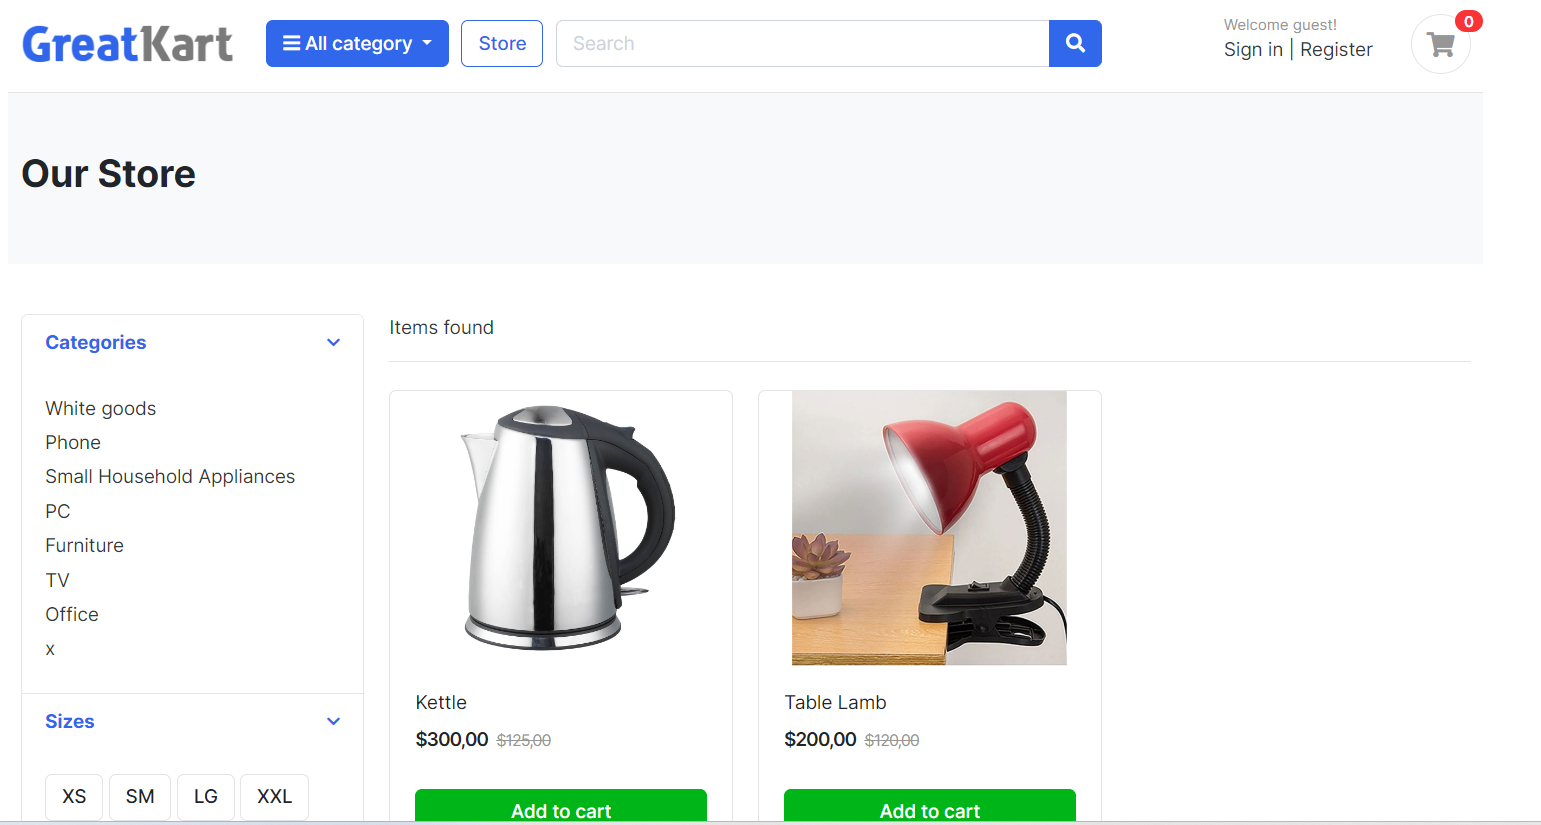 GreatKart
All category
Store
Search
Welcome guest!
Sign in | Register
0
Our Store
Categories
White goods
Phone
Small Household Appliances
PC
Furniture
TV
Office
x
Sizes
XS SM LG XXL
Items found
Kettle
$300,00 $125,00
Add to cart
Table Lamb
$200,00 $120,00
Add to cart